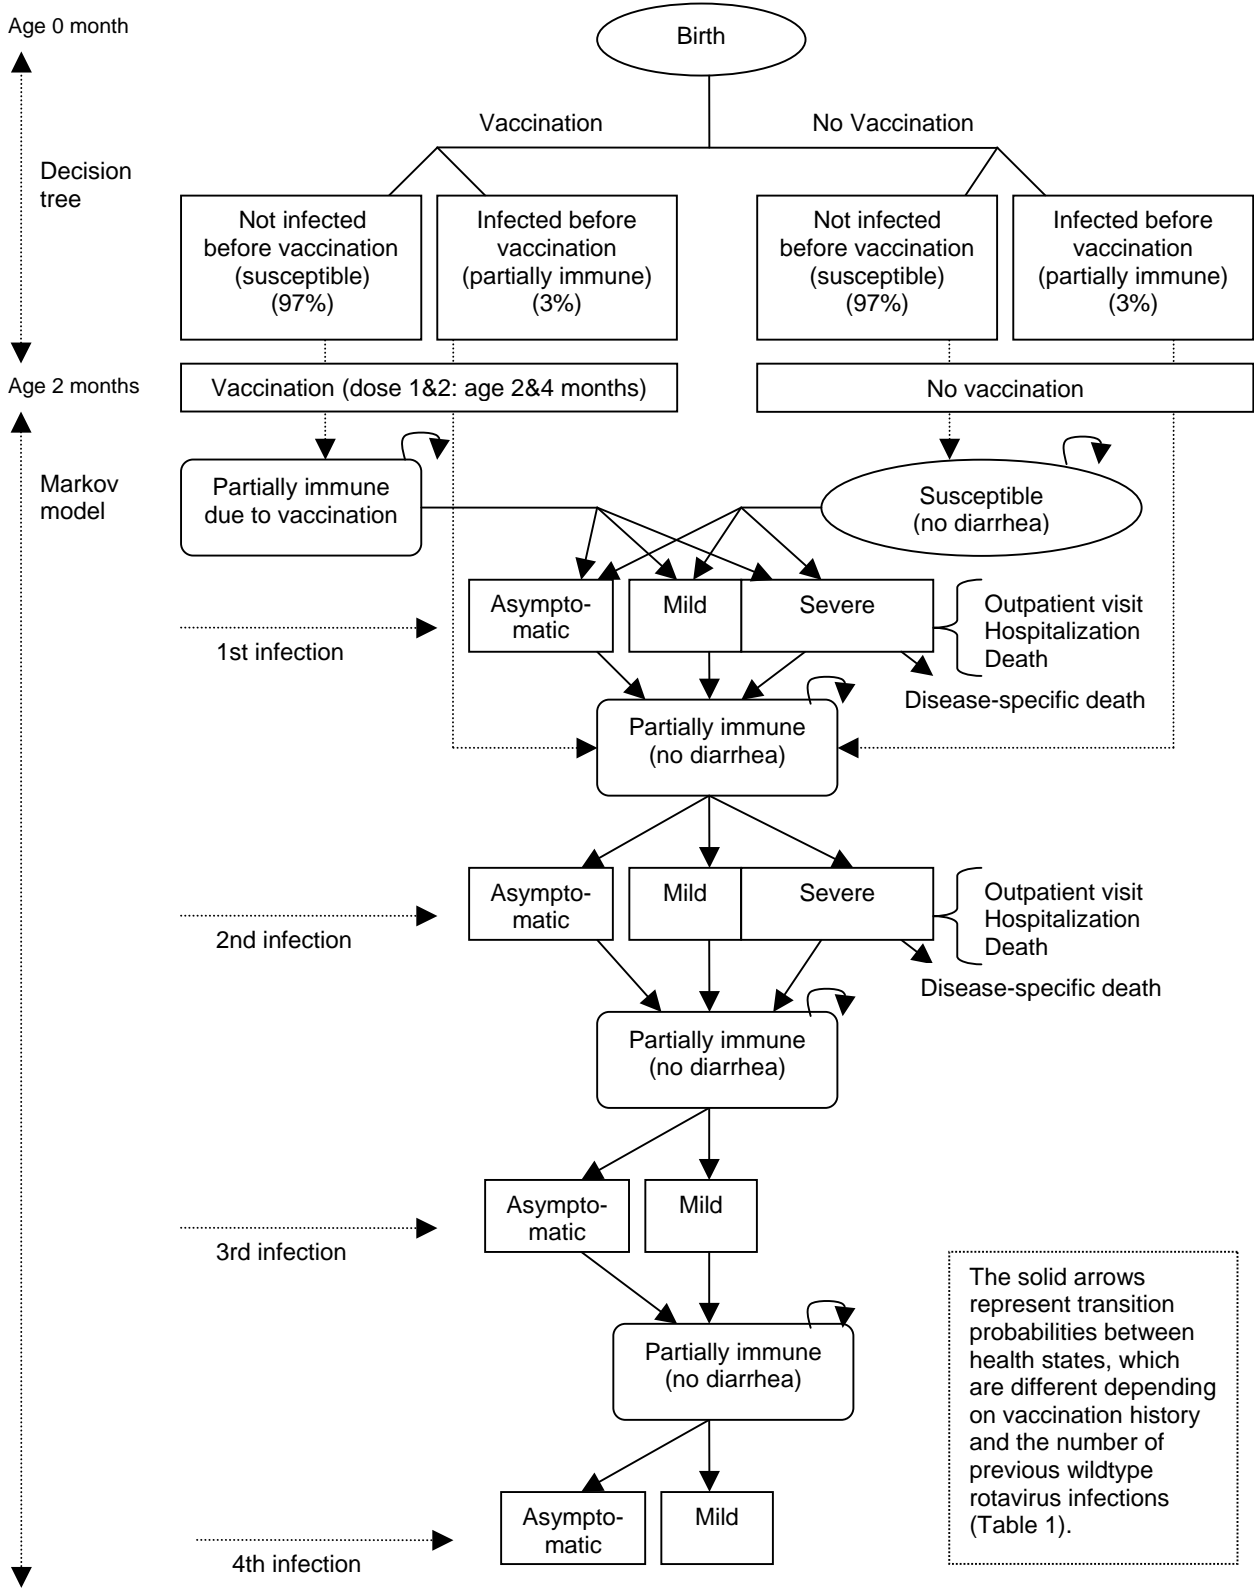 Age 0 month
Birth
Vaccination
No Vaccination
Decision
tree
Not infected
before vaccination
(susceptible)
(97%)
Infected before
vaccination
(partially immune)
(3%)
Not infected
before vaccination
(susceptible)
(97%)
Infected before
vaccination
(partially immune)
(3%)
Age 2 months
Vaccination (dose 1&2: age 2&4 months)
No vaccination
Markov
model
Partially immune
due to vaccination
Susceptible
(no diarrhea)
1st infection
Asympto-
matic
Mild
Severe
Outpatient visit
Hospitalization
Death
Disease-specific death
Partially immune
(no diarrhea)
2nd infection
Asympto-
matic
Mild
Severe
Outpatient visit
Hospitalization
Death
Disease-specific death
Partially immune
(no diarrhea)
3rd infection
Asympto-
matic
Mild
Partially immune
(no diarrhea)
4th infection
Asympto-
matic
Mild
The solid arrows
represent transition
probabilities between
health states, which
are different depending
on vaccination history
and the number of
previous wildtype
rotavirus infections
(Table 1).